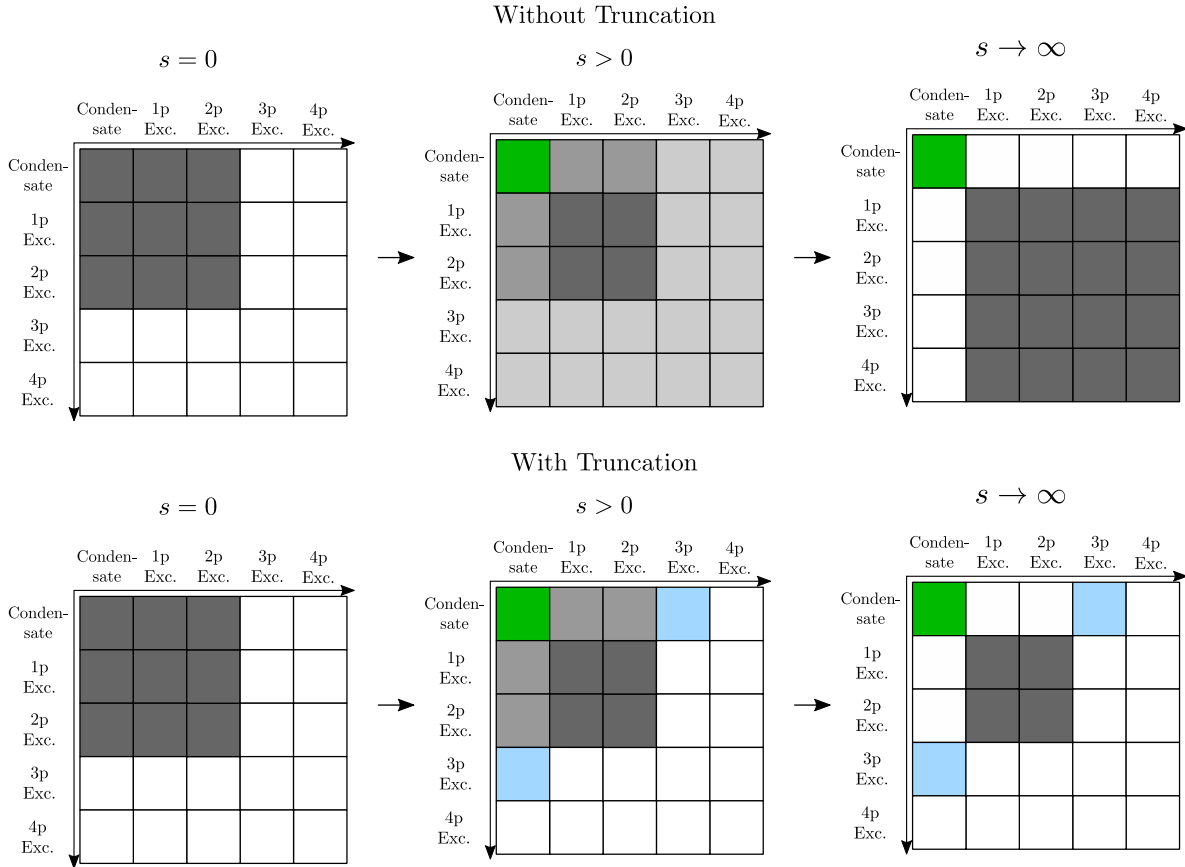 Without Truncation
s = 0
Conden-
sate
1p
Exc.
2p
Exc.
3p
Exc.
4p
Exc.
Conden-
sate
1p
Exc.
2p
Exc.
3p
Exc.
4p
Exc.
s > 0
Conden-
sate
1p
Exc.
2p
Exc.
3p
Exc.
4p
Exc.
Conden-
sate
1p
Exc.
2p
Exc.
3p
Exc.
4p
Exc.
s → ∞
Conden-
sate
1p
Exc.
2p
Exc.
3p
Exc.
4p
Exc.
Conden-
sate
1p
Exc.
2p
Exc.
3p
Exc.
4p
Exc.
With Truncation
s = 0
Conden-
sate
1p
Exc.
2p
Exc.
3p
Exc.
4p
Exc.
Conden-
sate
1p
Exc.
2p
Exc.
3p
Exc.
4p
Exc.
s > 0
Conden-
sate
1p
Exc.
2p
Exc.
3p
Exc.
4p
Exc.
Conden-
sate
1p
Exc.
2p
Exc.
3p
Exc.
4p
Exc.
s → ∞
Conden-
sate
1p
Exc.
2p
Exc.
3p
Exc.
4p
Exc.
Conden-
sate
1p
Exc.
2p
Exc.
3p
Exc.
4p
Exc.